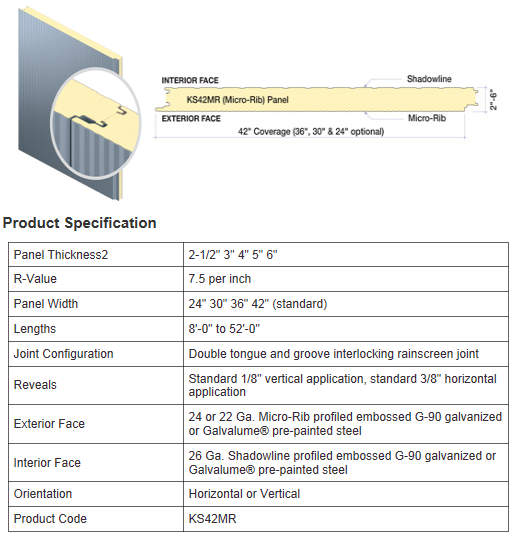 INTERIOR FACE
Shadowline
KS42MR (Micro-Rib) Panel
2"-6"
EXTERIOR FACE
Micro-Rib
42" Coverage (36", 30" & 24" optional)
Product Specification
Panel Thickness2
2-1/2" 3" 4" 5" 6"
R-Value
7.5 per inch
Panel Width
24" 30" 36" 42" (standard)
Lengths
8'-0" to 52'-0"
Joint Configuration
Double tongue and groove interlocking rainscreen joint
Reveals
Standard 1/8" vertical application, standard 3/8" horizontal
application
Exterior Face
24 or 22 Ga. Micro-Rib profiled embossed G-90 galvanized
or Galvalume® pre-painted steel
Interior Face
26 Ga. Shadowline profiled embossed G-90 galvanized or
Galvalume® pre-painted steel
Orientation
Horizontal or Vertical
Product Code
KS42MR